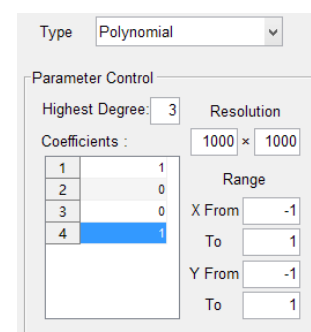 Type Polynomial
Parameter Control
Highest Degree: 3 Resolution
Coefficients : 1000 × 1000
1 1
2 0 Range
3 0 X From -1
4 1 To 1
Y From -1
To 1